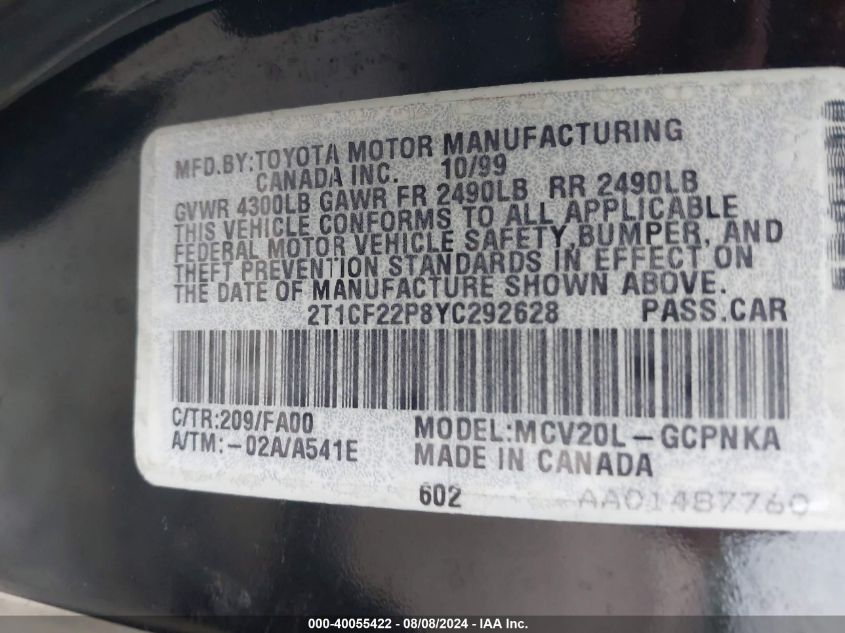 MFD.BY:TOYOTA MOTOR MANUFACTURING
CANADA INC. 10/99
GVWR 4300LB GAWR FR 2490LB RR 2490LB
THIS VEHICLE CONFORMS TO ALL APPLICABLE
FEDERAL MOTOR VEHICLE SAFETY,BUMPER, AND
THEFT PREVENTION STANDARDS IN EFFECT ON
THE DATE OF MANUFACTURE SHOWN ABOVE.
2T1CF22P8YC292628 PASS.CAR
C/TR:209/FA00 MODEL:MCV20L-GCPNKA
A/TM:-02A/A541E MADE IN CANADA
602 AA01487760
000-40055422 - 08/08/2024 - IAA Inc.